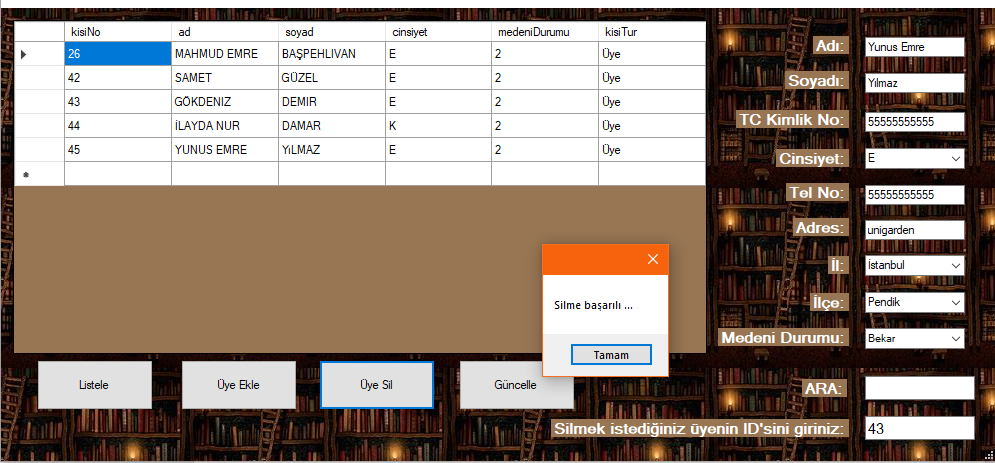 kisiNo ad soyad cinsiyet medeniDurumu kisiTur
26 MAHMUD EMRE BAŞPEHLIVAN E 2 Üye
42 SAMET GÜZEL E 2 Üye
43 GÖKDENIZ DEMIR E 2 Üye
44 İLAYDA NUR DAMAR K 2 Üye
45 YUNUS EMRE YıLMAZ E 2 Üye
Adı: Yunus Emre
Soyadı: Yılmaz
TC Kimlik No: 55555555555
Cinsiyet: E
Tel No: 55555555555
Adres: unigarden
İl: İstanbul
İlçe: Pendik
Medeni Durumu: Bekar
Silme başarılı ...
Tamam
Listele Üye Ekle Üye Sil Güncelle
ARA:
Silmek istediğiniz üyenin ID'sini giriniz: 43